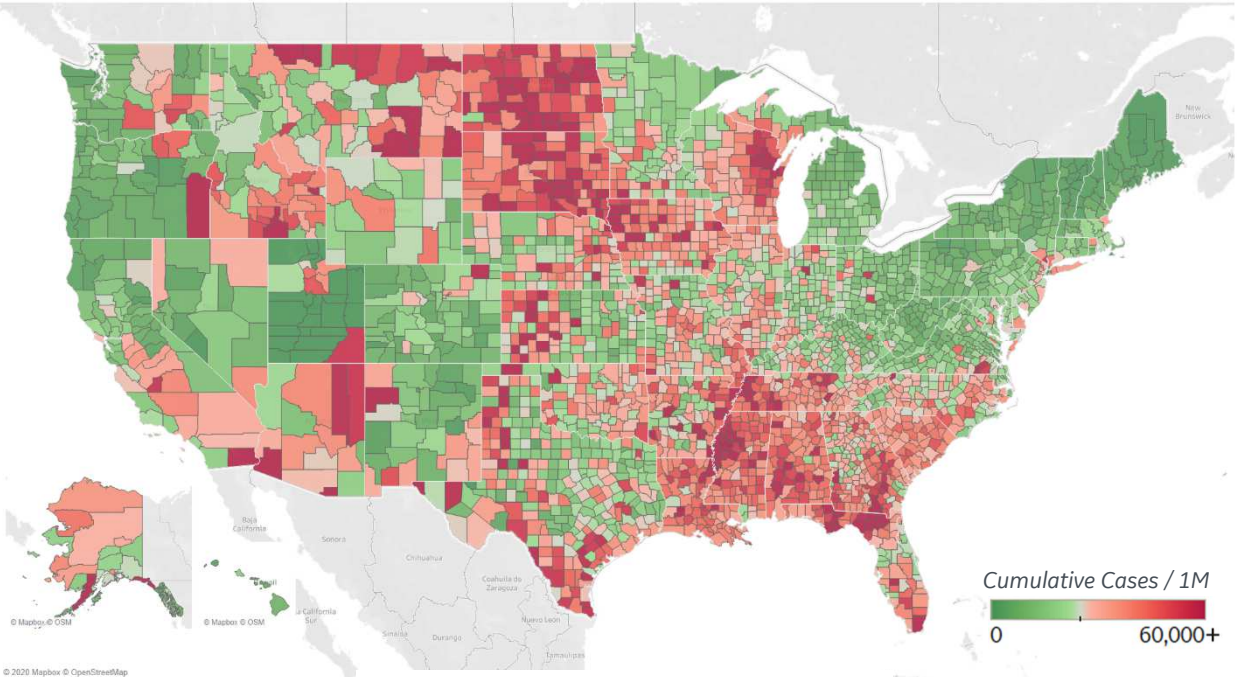 New
Brunswick
Baja
California
Sonora
Chihuahua
Coahuila de
Zaragoza
a California
Sur
Sinaloa
Durango
Nuevo León
Tamaulipas
Cumulative Cases / 1M
0
60,000+
© Mapbox © OSM
© Mapbox © OSM
© 2020 Mapbox © OpenStreetMap